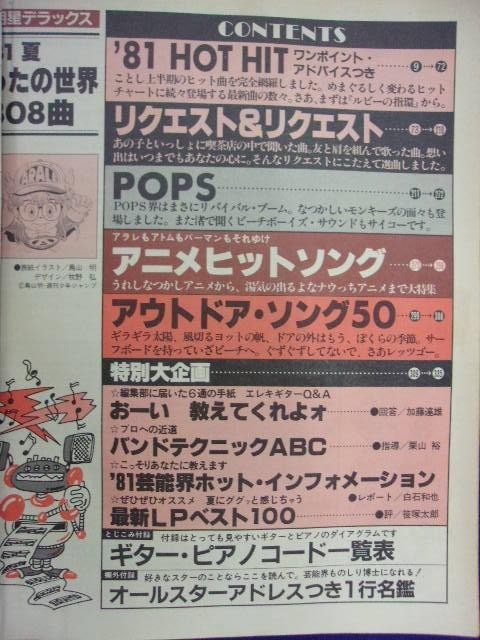 明星デラックス
81 夏
うたの世界
808曲
●表紙イラスト／鳥山 明
デザイン／牧野 弘
©鳥山明・週刊少年ジャンプ
CONTENTS
'81 HOT HIT ワンポイント・アドバイスつき 9→72
ことし上半期のヒット曲を完全網羅しました。めまぐるしく変わるヒット
チャートに続々登場する最新曲の数々。さあ、まずは「ルビーの指環」から。
リクエスト&リクエスト 73→
あの子といっしょに喫茶店の中で聞いた曲。友と肩を組んで歌った曲。想い
出はいつまでもあなたの心に。そんなリクエストにこたえて選曲しました。
POPS
POPS界はまさにリバイバル・ブーム。なつかしいモンキーズの面々も登
場しました。また渚で聞くビーチボーイズ・サウンドもサイコーです。
アラレもアトムもパーマンもそれゆけ
アニメヒットソング
うれしなつかしアニメから、湯気の出るよなナウっちアニメまで大特集
アウトドア・ソング50
ギラギラ太陽、風切るヨットの帆、ドアの外はもう、ぼくらの季節。サー
フボードを持っていざビーチへ。ぐずぐずしてないで、さあレッツゴー。
特別大企画
☆編集部に届いた6通の手紙 エレキギターQ&A
おーい 教えてくれよォ ●回答／加藤遠雄
☆プロへの近道
バンドテクニックABC ●指導／栗山 裕
☆こっそりあなたに教えます
'81芸能界ホット・インフォメーション
●レポート／白石和也
☆ぜひぜひオススメ 夏にググッと感じちゃう
最新LPベスト100 ●評／笹塚太郎
とじこみ付録 付録はとっても見やすいギターとピアノのダイアグラムです
ギター・ピアノコード一覧表
欄外付録 好きなスターのことならここを読んで。芸能界ものしり博士になれる！
オールスターアドレスつき1行名鑑